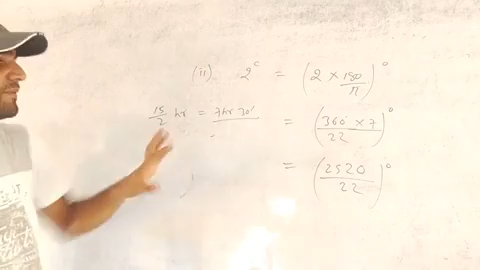 (ii) 2ᶜ = (2 × 180/π)°
15/2 hr = 7hr 30' = (360 × 7/22)°
= (2520/22)°